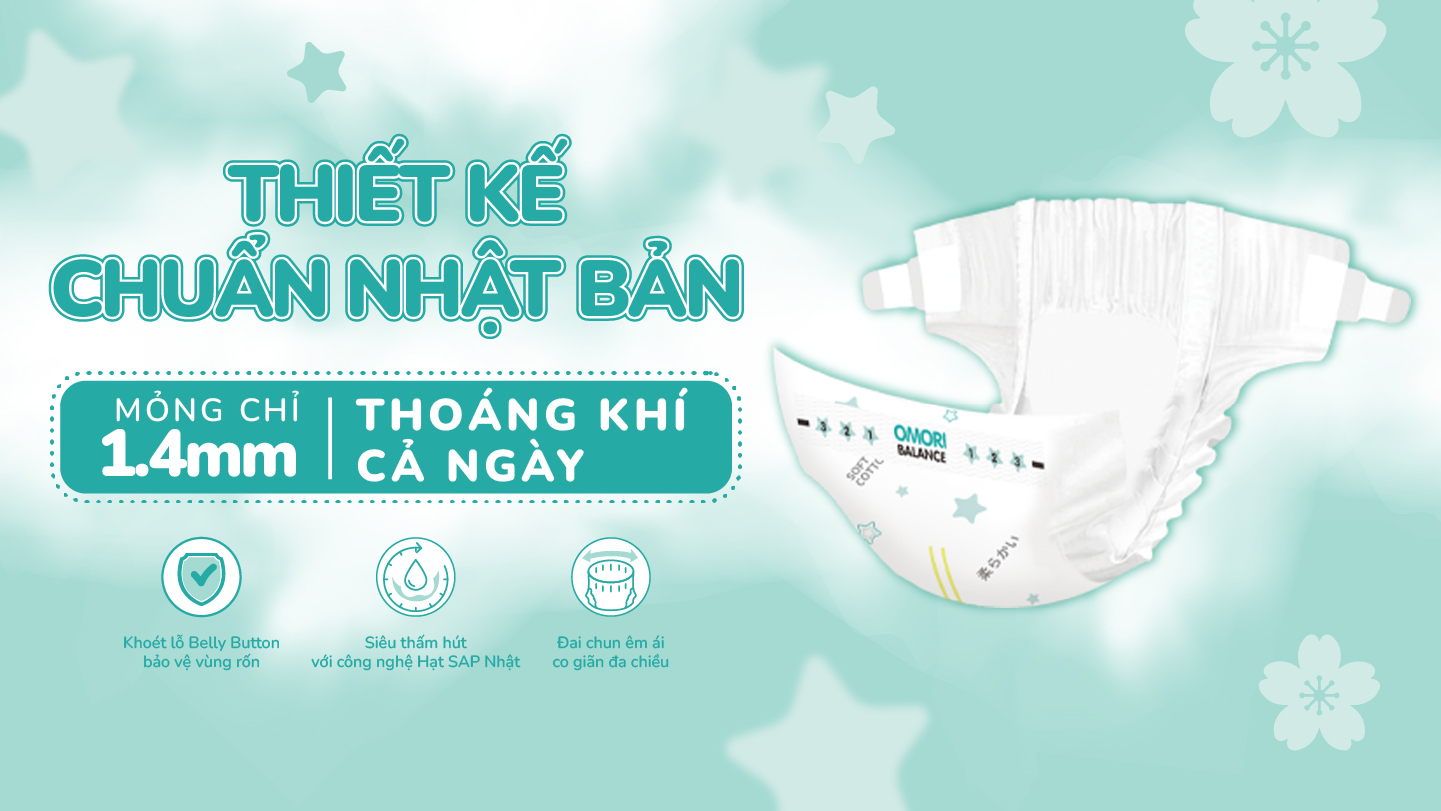 THIẾT KẾ
CHUẨN NHẬT BẢN
MỎNG CHỈ
1.4mm
THOÁNG KHÍ
CẢ NGÀY
Khoét lỗ Belly Button
bảo vệ vùng rốn
Siêu thấm hút
với công nghệ Hạt SAP Nhật
Đai chun êm ái
co giãn đa chiều
3 2 1
OMORI
BALANCE
1 2 3
SOFT
柔らかい